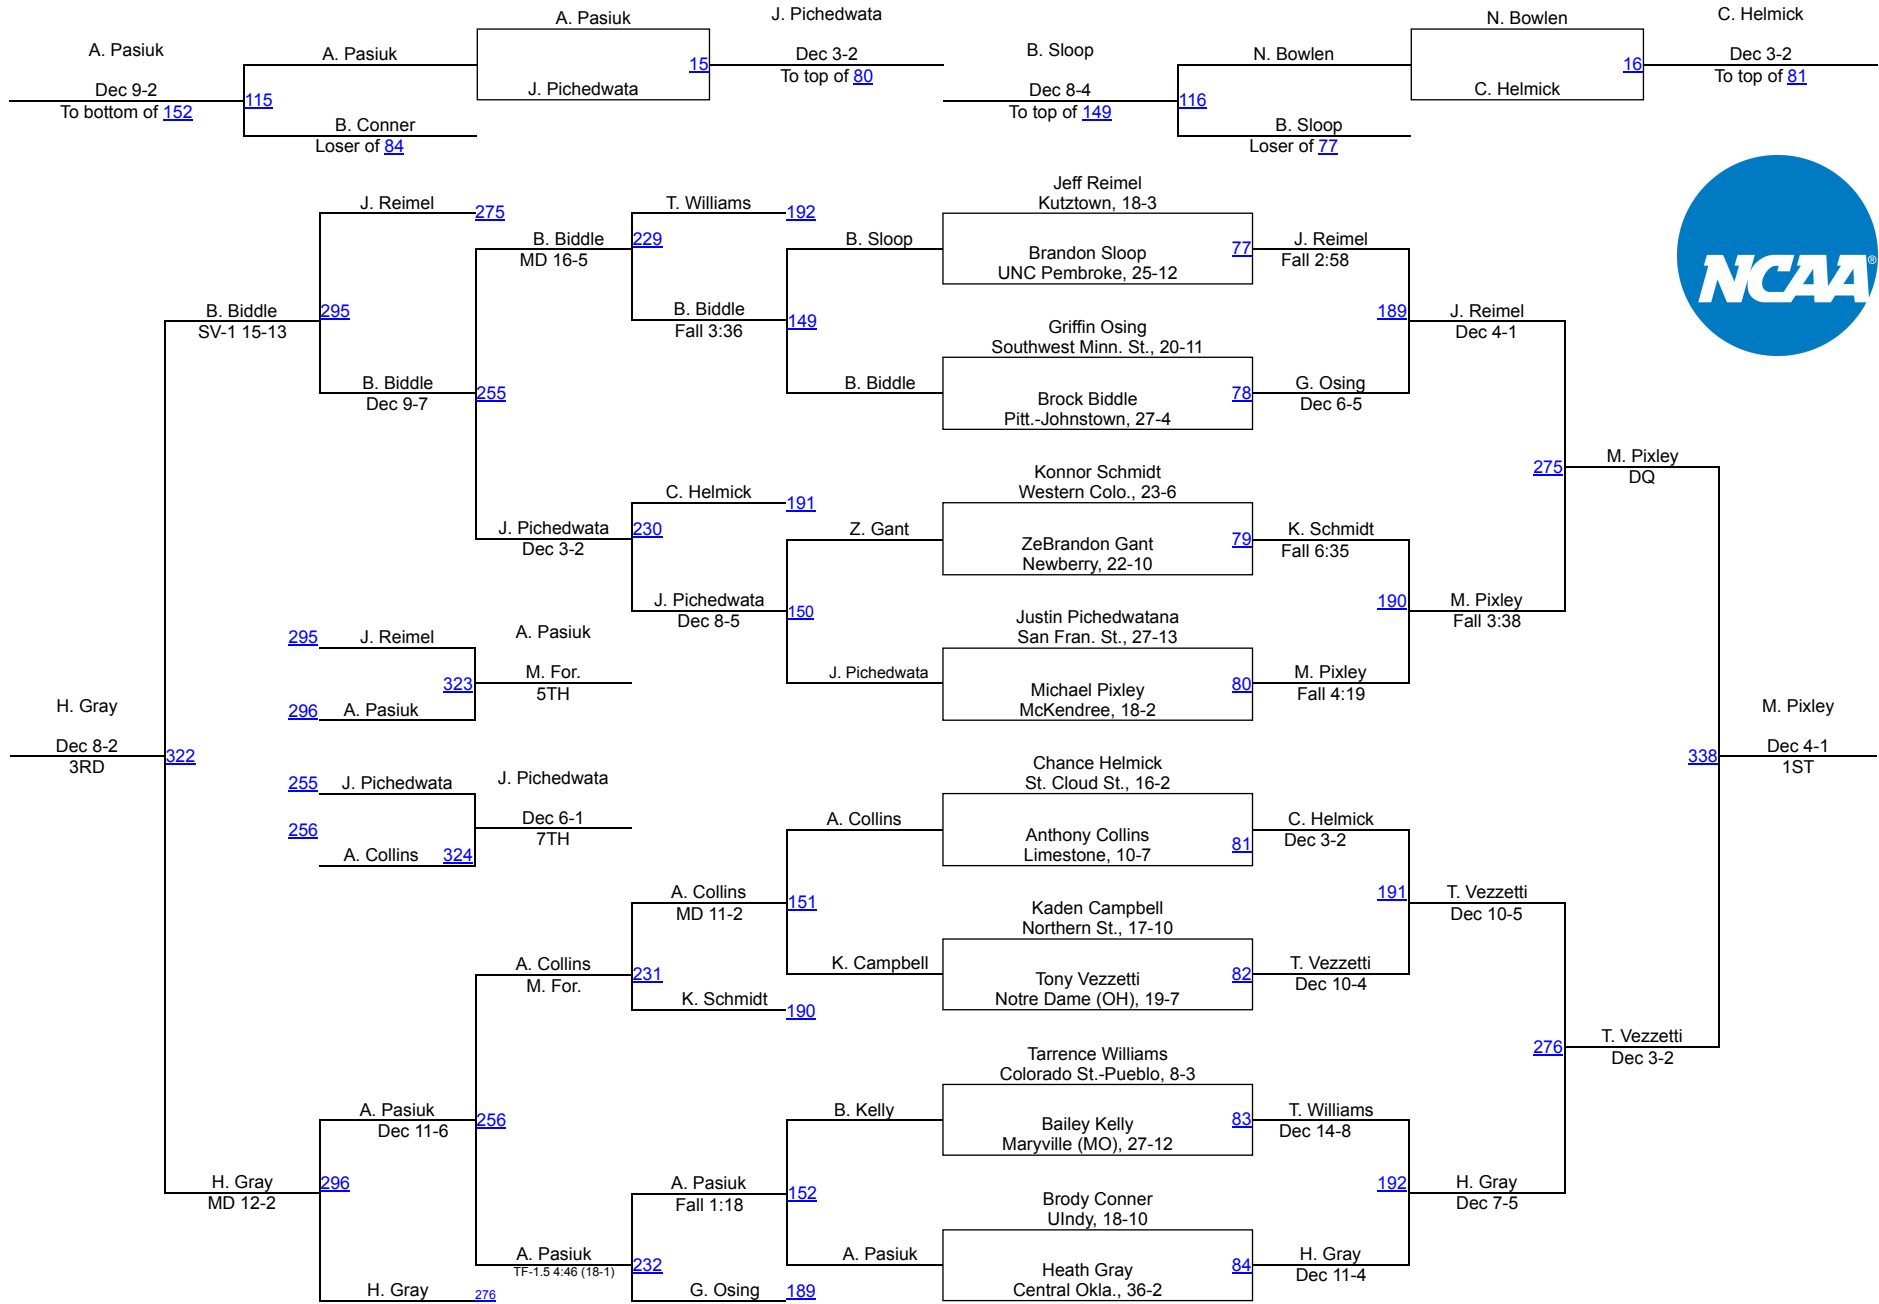 A. Pasiuk
Dec 9-2
To bottom of 152
115
A. Pasiuk
B. Conner
Loser of 84
A. Pasiuk
J. Pichedwata
15
J. Pichedwata
Dec 3-2
To top of 80
B. Sloop
Dec 8-4
To top of 149
116
N. Bowlen
B. Sloop
Loser of 77
N. Bowlen
C. Helmick
16
C. Helmick
Dec 3-2
To top of 81
NCAA®
Jeff Reimel
Kutztown, 18-3
Brandon Sloop
UNC Pembroke, 25-12
77
J. Reimel
Fall 2:58
Griffin Osing
Southwest Minn. St., 20-11
Brock Biddle
Pitt.-Johnstown, 27-4
78
G. Osing
Dec 6-5
189
J. Reimel
Dec 4-1
Konnor Schmidt
Western Colo., 23-6
ZeBrandon Gant
Newberry, 22-10
79
K. Schmidt
Fall 6:35
Justin Pichedwatana
San Fran. St., 27-13
Michael Pixley
McKendree, 18-2
80
M. Pixley
Fall 4:19
190
M. Pixley
Fall 3:38
275
M. Pixley
DQ
Chance Helmick
St. Cloud St., 16-2
Anthony Collins
Limestone, 10-7
81
C. Helmick
Dec 3-2
Kaden Campbell
Northern St., 17-10
Tony Vezzetti
Notre Dame (OH), 19-7
82
T. Vezzetti
Dec 10-4
191
T. Vezzetti
Dec 10-5
Tarrence Williams
Colorado St.-Pueblo, 8-3
Bailey Kelly
Maryville (MO), 27-12
83
T. Williams
Dec 14-8
Brody Conner
UIndy, 18-10
Heath Gray
Central Okla., 36-2
84
H. Gray
Dec 11-4
192
H. Gray
Dec 7-5
276
T. Vezzetti
Dec 3-2
338
M. Pixley
Dec 4-1
1ST
B. Sloop
B. Biddle
149
T. Williams
192
B. Biddle
Fall 3:36
229
B. Biddle
MD 16-5
Z. Gant
J. Pichedwata
150
C. Helmick
191
J. Pichedwata
Dec 8-5
230
J. Pichedwata
Dec 3-2
255
J. Reimel
275
B. Biddle
Dec 9-7
295
B. Biddle
SV-1 15-13
295
J. Reimel
296
A. Pasiuk
323
A. Pasiuk
M. For.
5TH
255
J. Pichedwata
256
A. Collins
324
J. Pichedwata
Dec 6-1
7TH
A. Collins
K. Campbell
151
A. Collins
MD 11-2
K. Schmidt
190
231
A. Collins
M. For.
B. Kelly
A. Pasiuk
152
A. Pasiuk
Fall 1:18
G. Osing
189
232
A. Pasiuk
TF-1.5 4:46 (18-1)
256
A. Pasiuk
Dec 11-6
H. Gray
276
296
H. Gray
MD 12-2
322
H. Gray
Dec 8-2
3RD